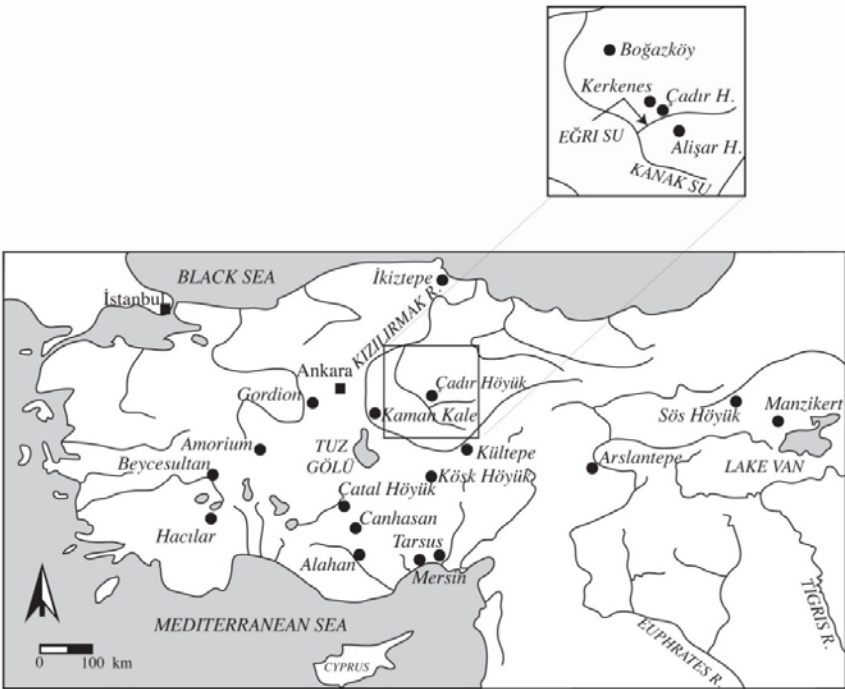 Boğazköy
Kerkenes
Çadır H.
EĞRI SU
Alişar H.
KANAK SU
BLACK SEA
İkiztepe
İstanbul
KIZILIRMAK R.
Ankara
Çadır Höyük
Gordion
Kaman Kale
Sös Höyük
Manzikert
Amorium
TUZ
GÖLÜ
Kültepe
Arslantepe
Beycesultan
LAKE VAN
Köşk Höyük
Çatal Höyük
Canhasan
Hacılar
Tarsus
Alahan
Mersin
TIGRIS R.
MEDITERRANEAN SEA
EUPHRATES R.
CYPRUS
0 100 km